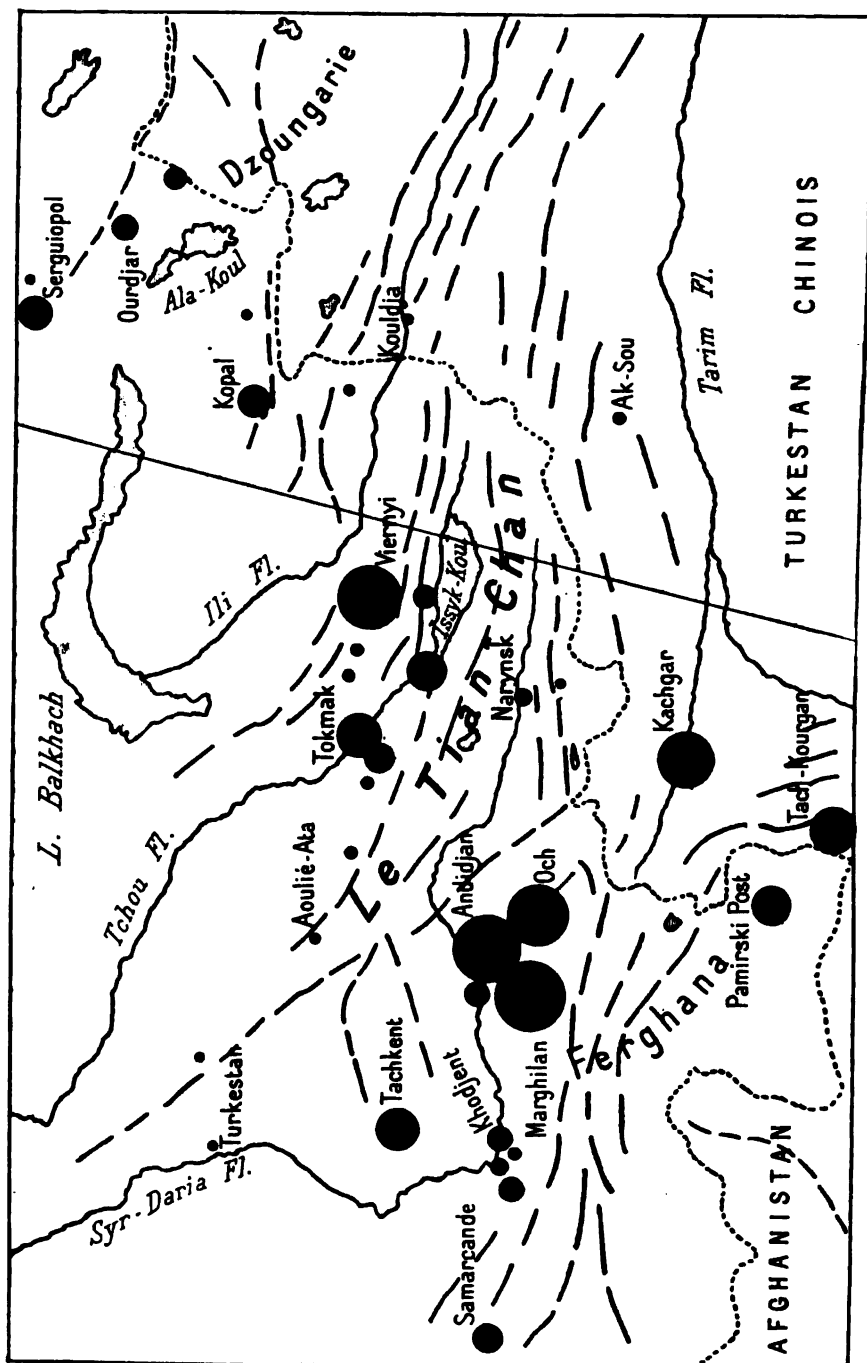 L. Balkhach
Serguiopol
Ourdjar
Ala-Koul
Dzoungarie
Kopal
Kouldja
Ili Fl.
Viernyi
Issyk-Koul
Tchou Fl.
Tokmak
Aoulié-Ata
Le Tian Chan
Narynsk
Ak-Sou
Tarim Fl.
TURKESTAN CHINOIS
Kachgar
Tach-Kourgan
Andidjan
Och
Marghilan
Ferghana
Pamirski Post
Turkestan
Syr-Daria Fl.
Tachkent
Khodjent
Samarcande
AFGHANISTAN